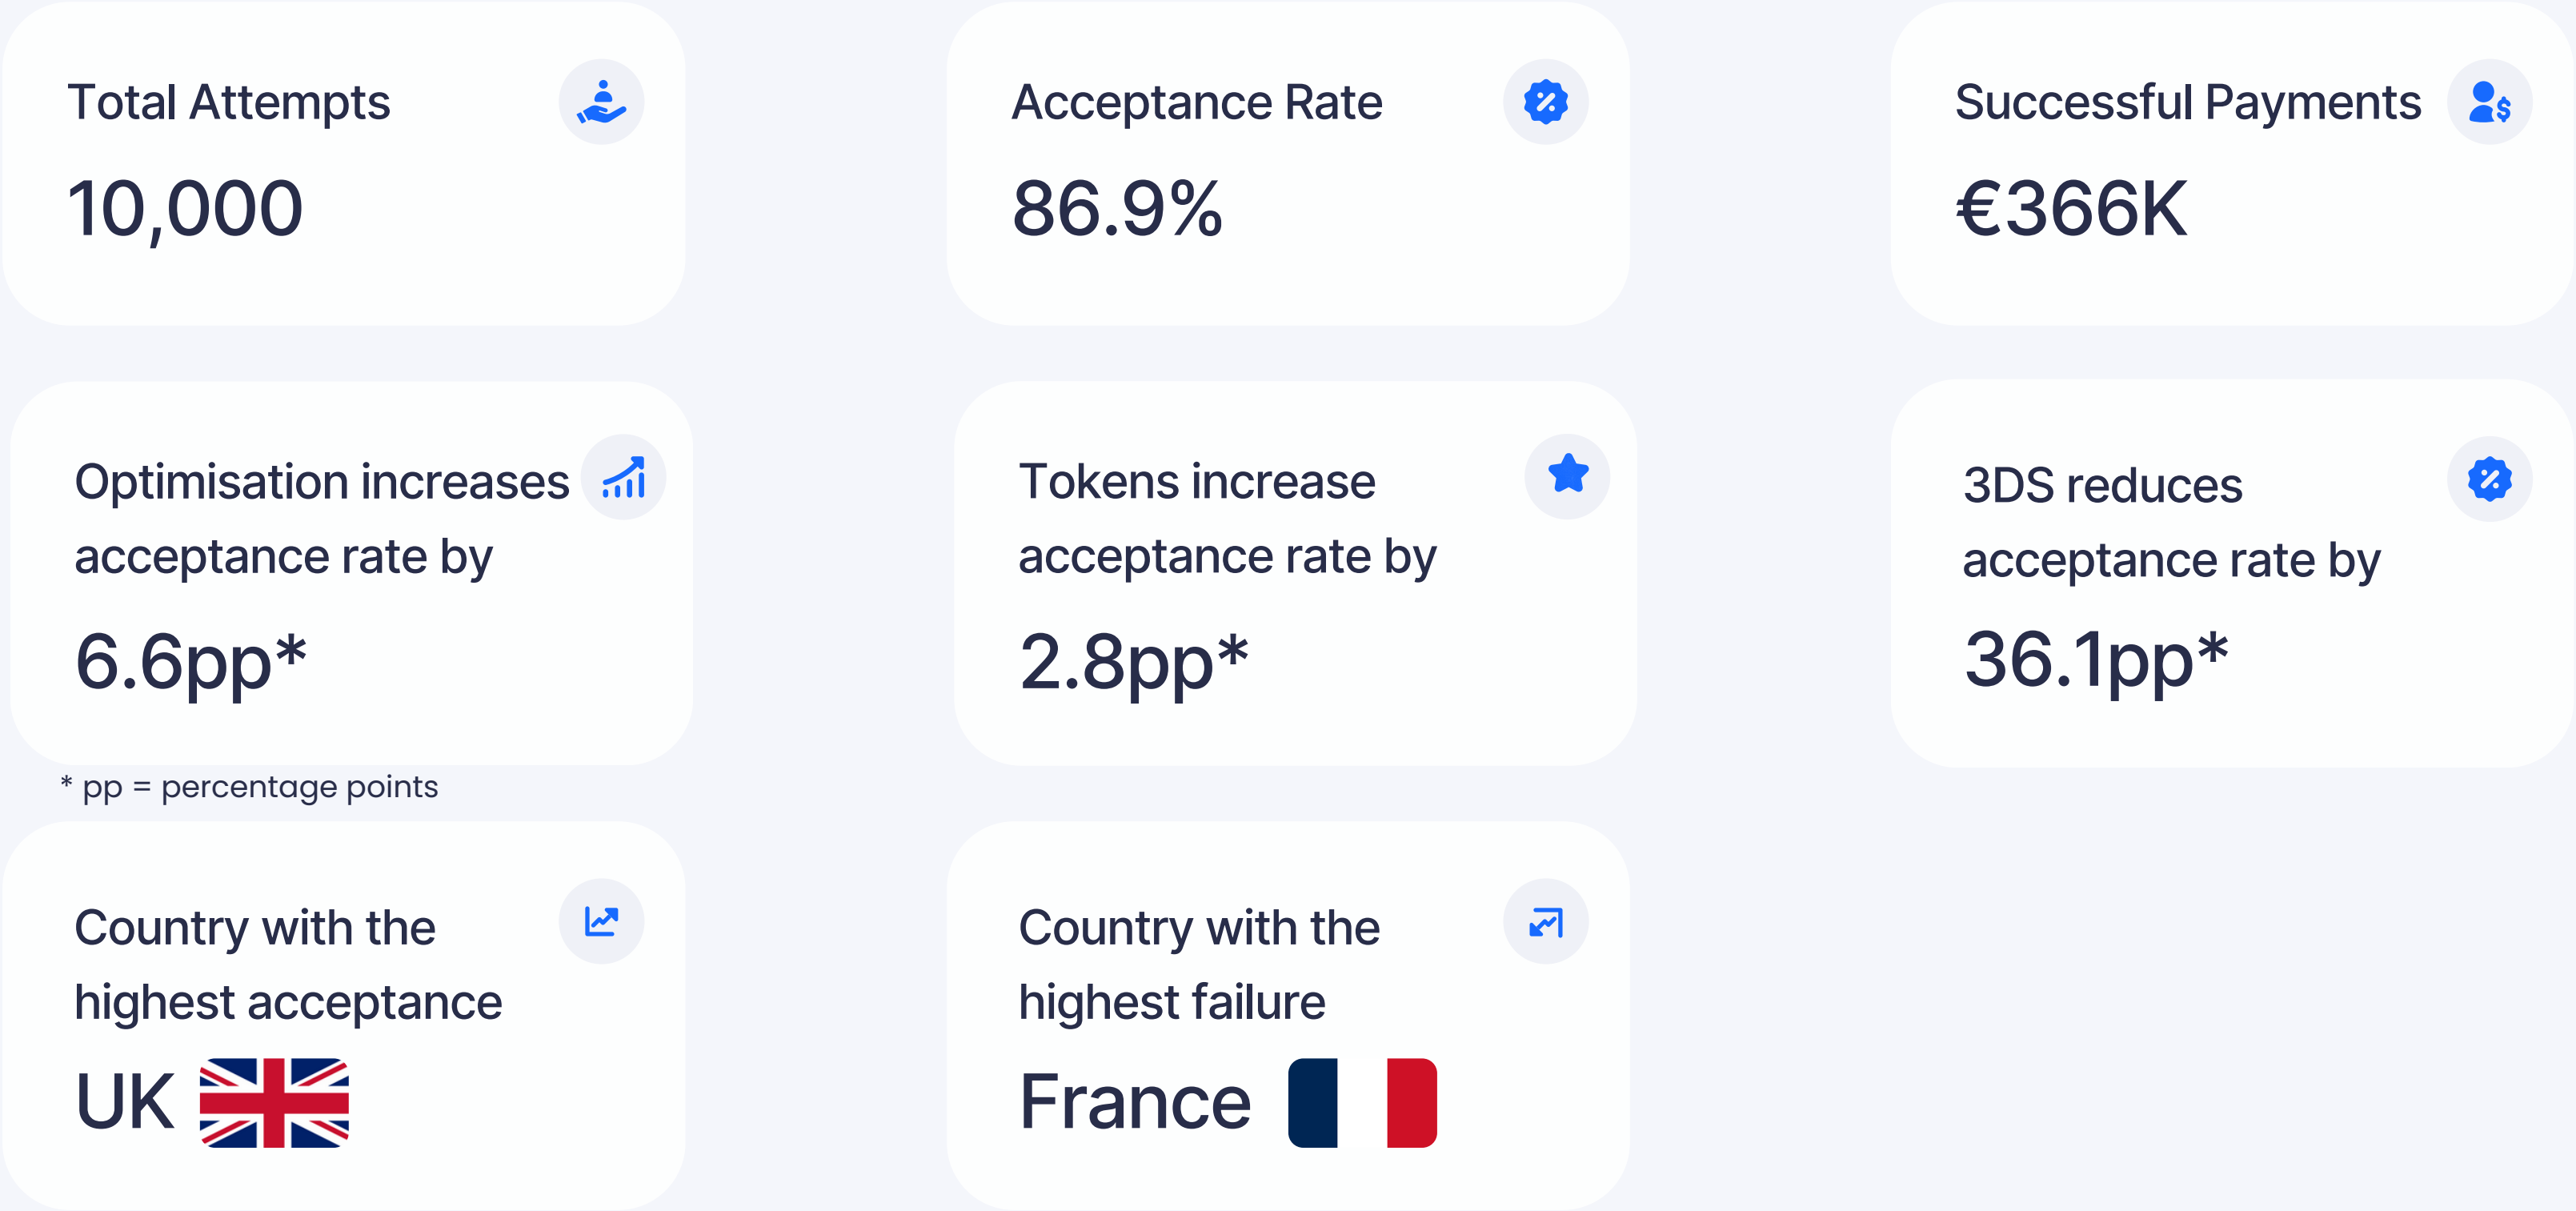 Total Attempts
10,000
Acceptance Rate
86.9%
Successful Payments
€366K
Optimisation increases
acceptance rate by
6.6pp*
Tokens increase
acceptance rate by
2.8pp*
3DS reduces
acceptance rate by
36.1pp*
* pp = percentage points
Country with the
highest acceptance
UK
Country with the
highest failure
France